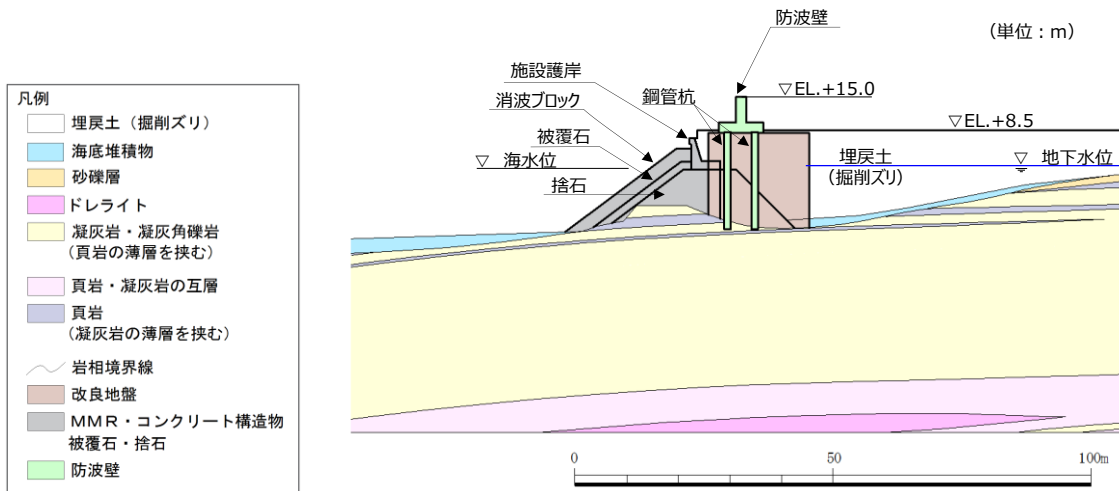 凡例
埋戻土（掘削ズリ）
海底堆積物
砂礫層
ドレライト
凝灰岩・凝灰角礫岩
(頁岩の薄層を挟む)
頁岩・凝灰岩の互層
頁岩
(凝灰岩の薄層を挟む)
岩相境界線
改良地盤
ＭＭＲ・コンクリート構造物
被覆石・捨石
防波壁
防波壁
（単位：m）
施設護岸
消波ブロック
鋼管杭
▽EL.+15.0
▽EL.+8.5
被覆石
▽ 海水位
捨石
埋戻土
(掘削ズリ)
▽ 地下水位
0
50
100m